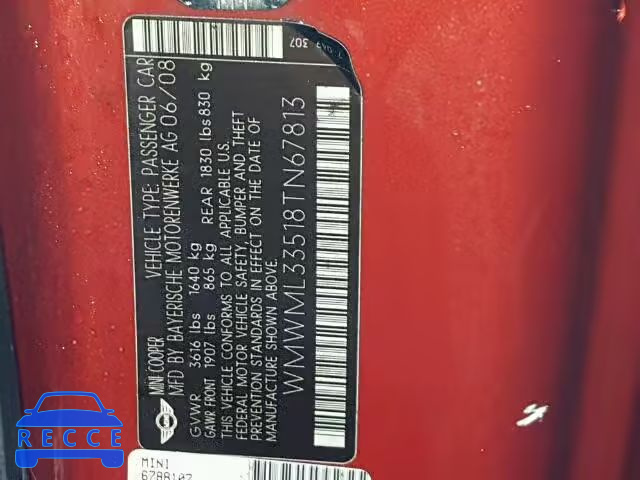 MINI COOPER
VEHICLE TYPE: PASSENGER CAR
MFD BY BAYERISCHE MOTORENWERKE AG 06/08
GVWR 3616 lbs 1640 kg
GAWR FRONT 1907 lbs 865 kg REAR 1830 lbs 830 kg
THIS VEHICLE CONFORMS TO ALL APPLICABLE U.S.
FEDERAL MOTOR VEHICLE SAFETY, BUMPER AND THEFT
PREVENTION STANDARDS IN EFFECT ON THE DATE OF
MANUFACTURE SHOWN ABOVE.
WMWML33518TN67813
307
MINI
6788107
RECCE